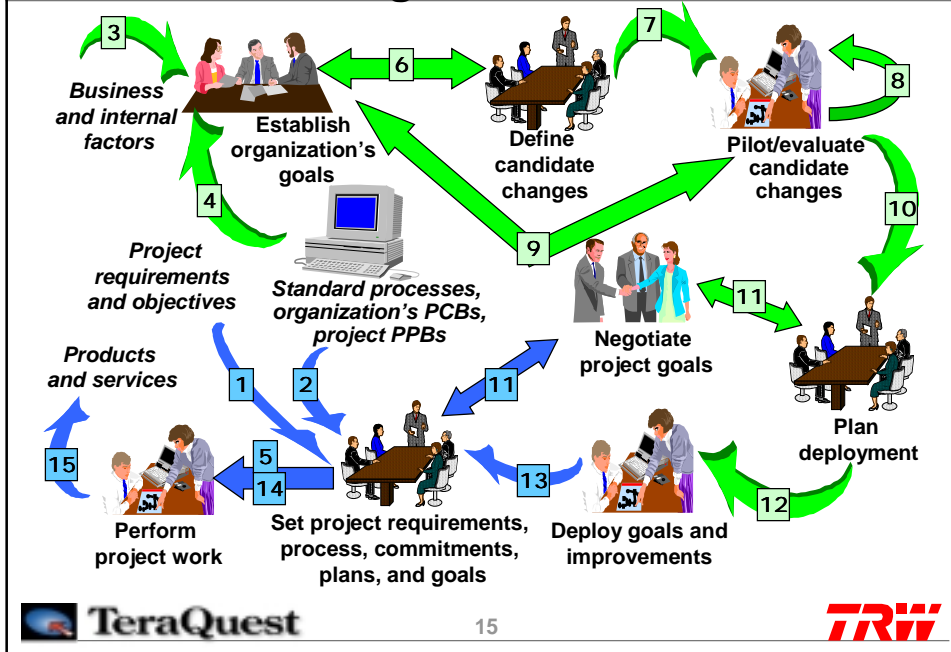 3
Business
and internal
factors
Establish
organization's
goals
6
Define
candidate
changes
7
8
Pilot/evaluate
candidate
changes
4
10
9
Project
requirements
and objectives
Standard processes,
organization's PCBs,
project PPBs
Negotiate
project goals
11
Products
and services
1
2
11
Plan
deployment
15
5
14
13
12
Perform
project work
Set project requirements,
process, commitments,
plans, and goals
Deploy goals and
improvements
TeraQuest
15
TRW